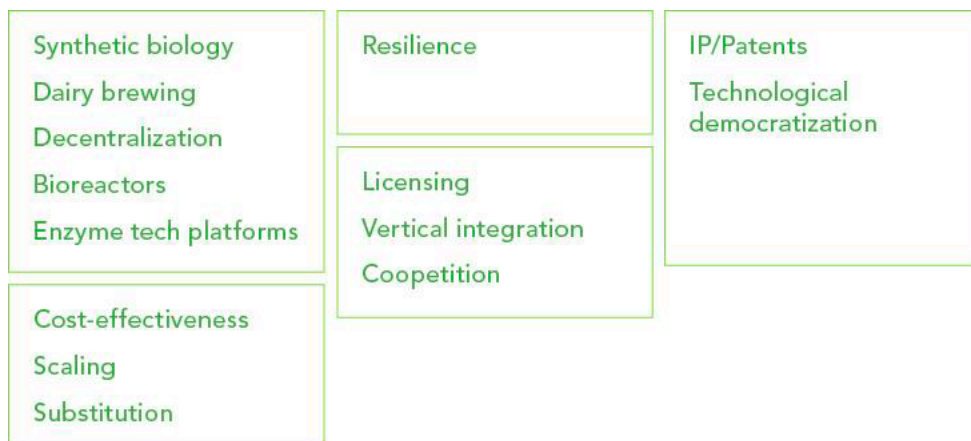 Synthetic biology
Dairy brewing
Decentralization
Bioreactors
Enzyme tech platforms
Cost-effectiveness
Scaling
Substitution
Resilience
Licensing
Vertical integration
Coopetition
IP/Patents
Technological
democratization